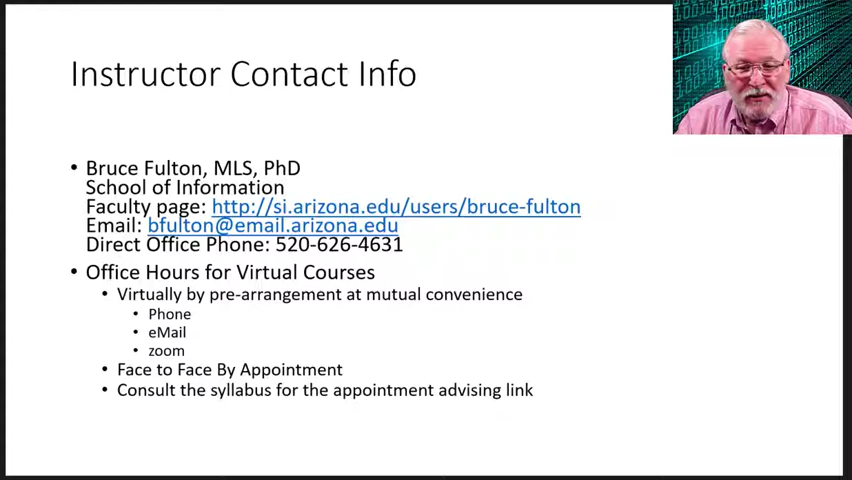 Instructor Contact Info
• Bruce Fulton, MLS, PhD
School of Information
Faculty page: http://si.arizona.edu/users/bruce-fulton
Email: bfulton@email.arizona.edu
Direct Office Phone: 520-626-4631
• Office Hours for Virtual Courses
• Virtually by pre-arrangement at mutual convenience
• Phone
• eMail
• zoom
• Face to Face By Appointment
• Consult the syllabus for the appointment advising link